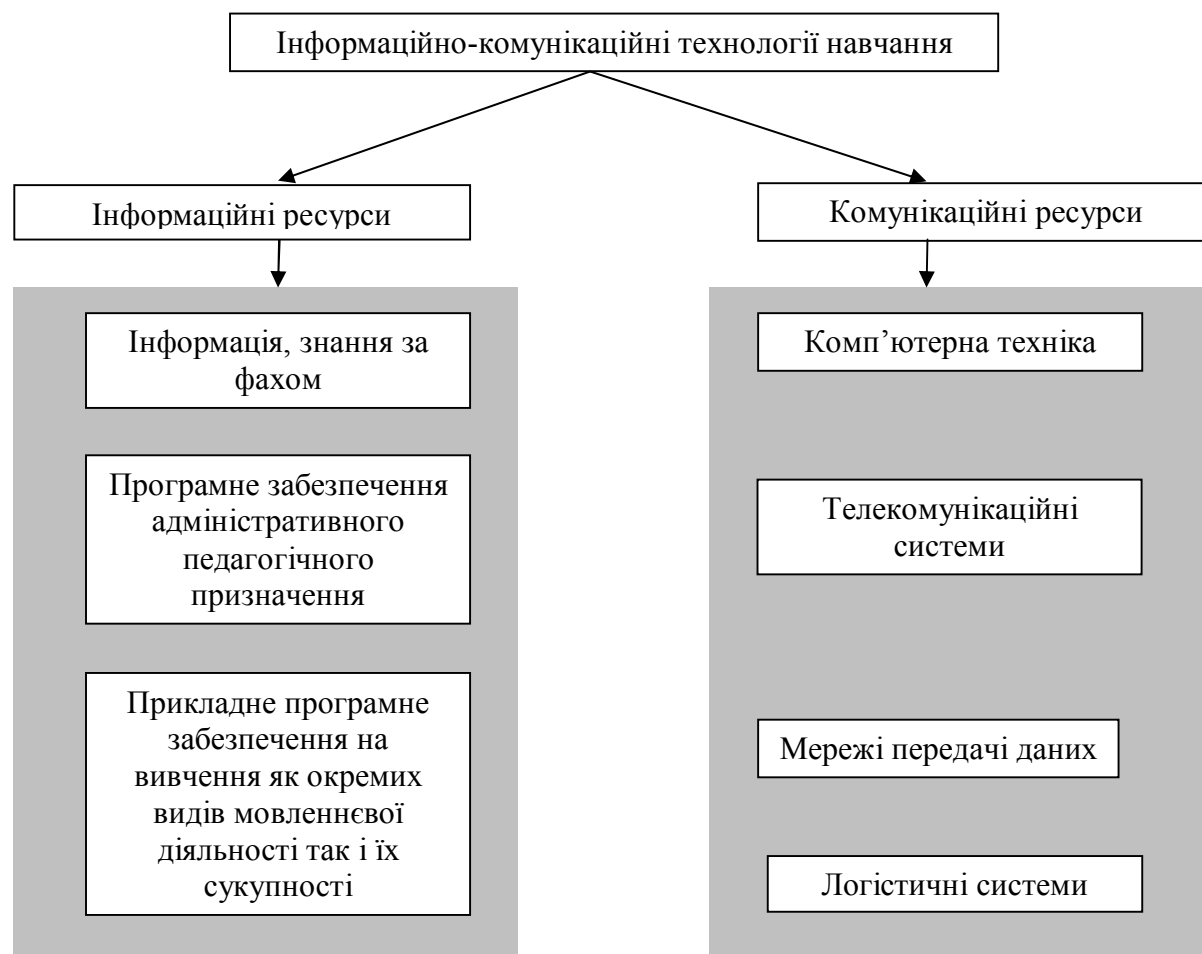 Інформаційно-комунікаційні технології навчання
Інформаційні ресурси
Комунікаційні ресурси
Інформація, знання за
фахом
Програмне забезпечення
адміністративного
педагогічного
призначення
Прикладне програмне
забезпечення на
вивчення як окремих
видів мовленнєвої
діяльності так і їх
сукупності
Комп’ютерна техніка
Телекомунікаційні
системи
Мережі передачі даних
Логістичні системи